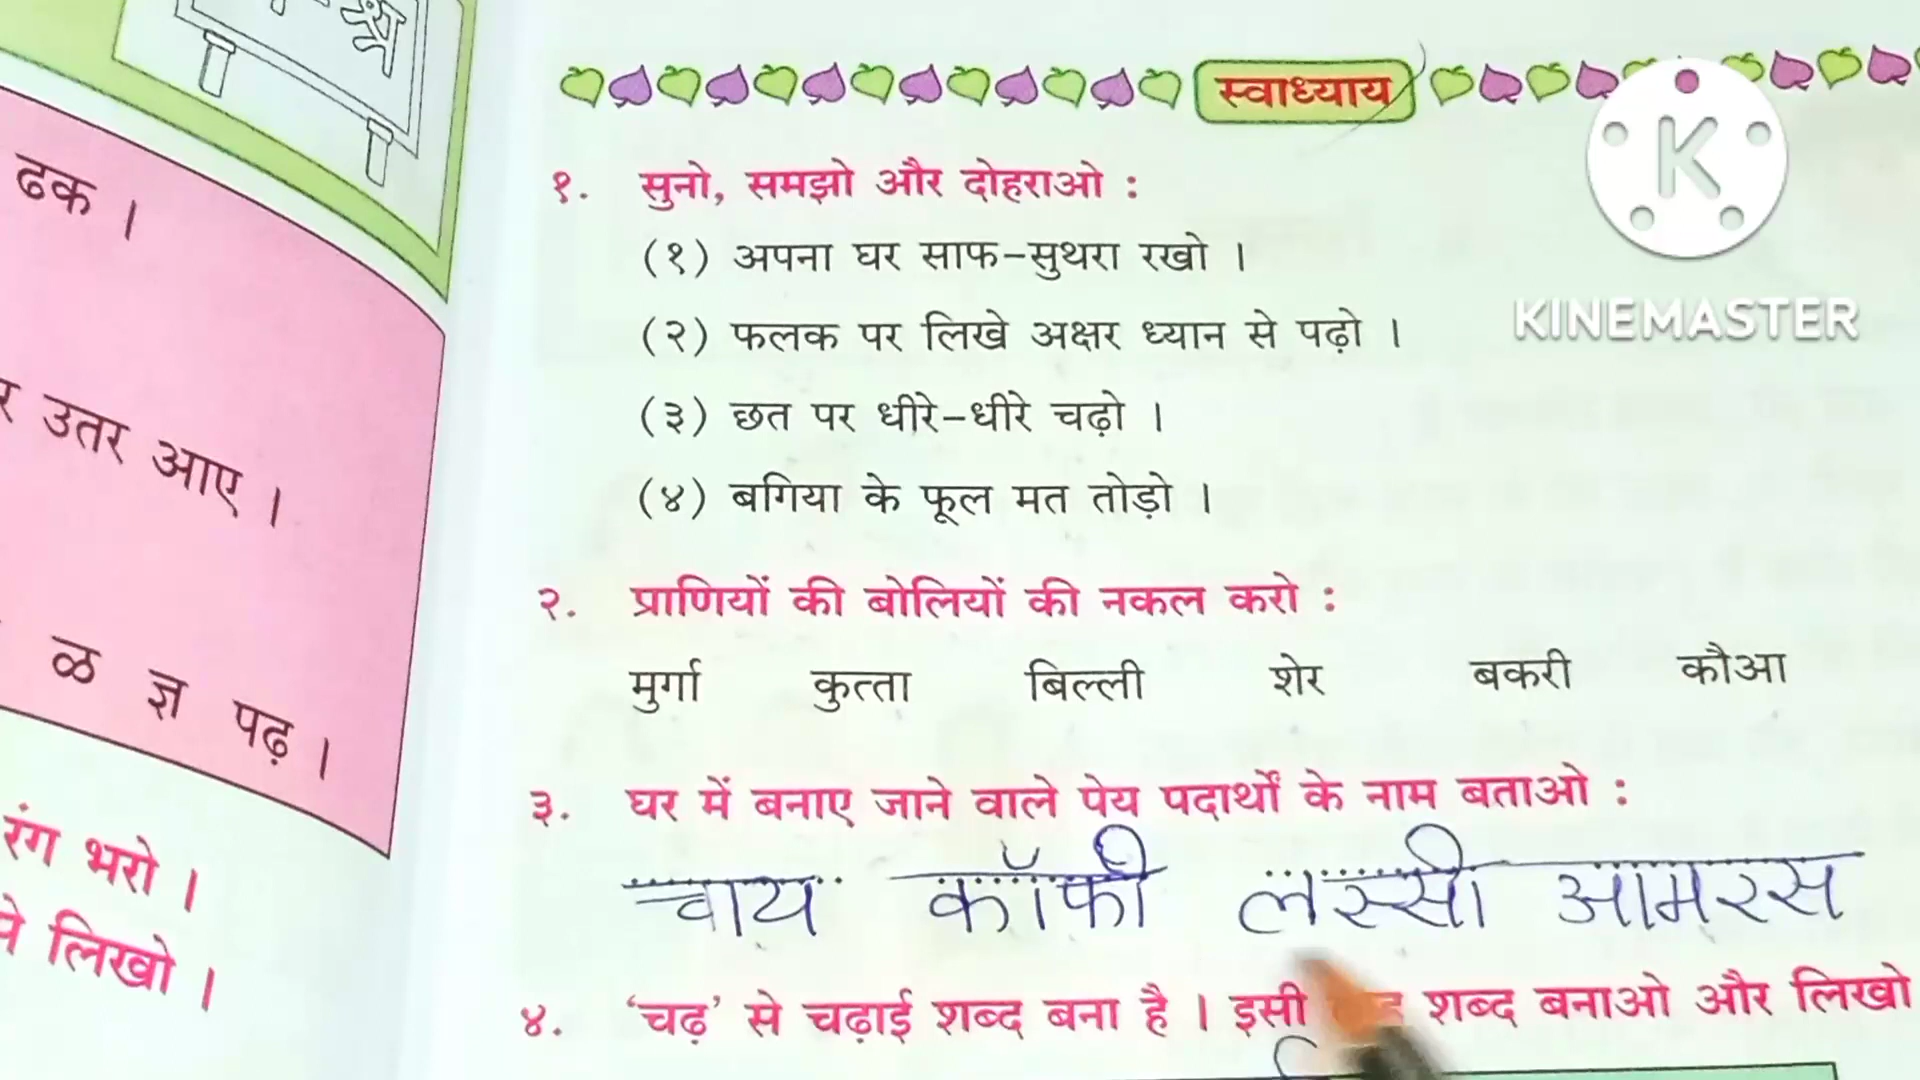 श्र
ढक ।
र उतर आए ।
ळ ज्ञ पढ़ ।
रंग भरो ।
लिखो ।
स्वाध्याय
१. सुनो, समझो और दोहराओ :
(१) अपना घर साफ-सुथरा रखो ।
(२) फलक पर लिखे अक्षर ध्यान से पढ़ो ।
(३) छत पर धीरे-धीरे चढ़ो ।
(४) बगिया के फूल मत तोड़ो ।
२. प्राणियों की बोलियों की नकल करो :
मुर्गा कुत्ता बिल्ली शेर बकरी कौआ
३. घर में बनाए जाने वाले पेय पदार्थों के नाम बताओ :
चाय कॉफी लस्सी आमरस
४. ‘चढ़’ से चढ़ाई शब्द बना है । इसी शब्द बनाओ और लिखो
K
KINEMASTER